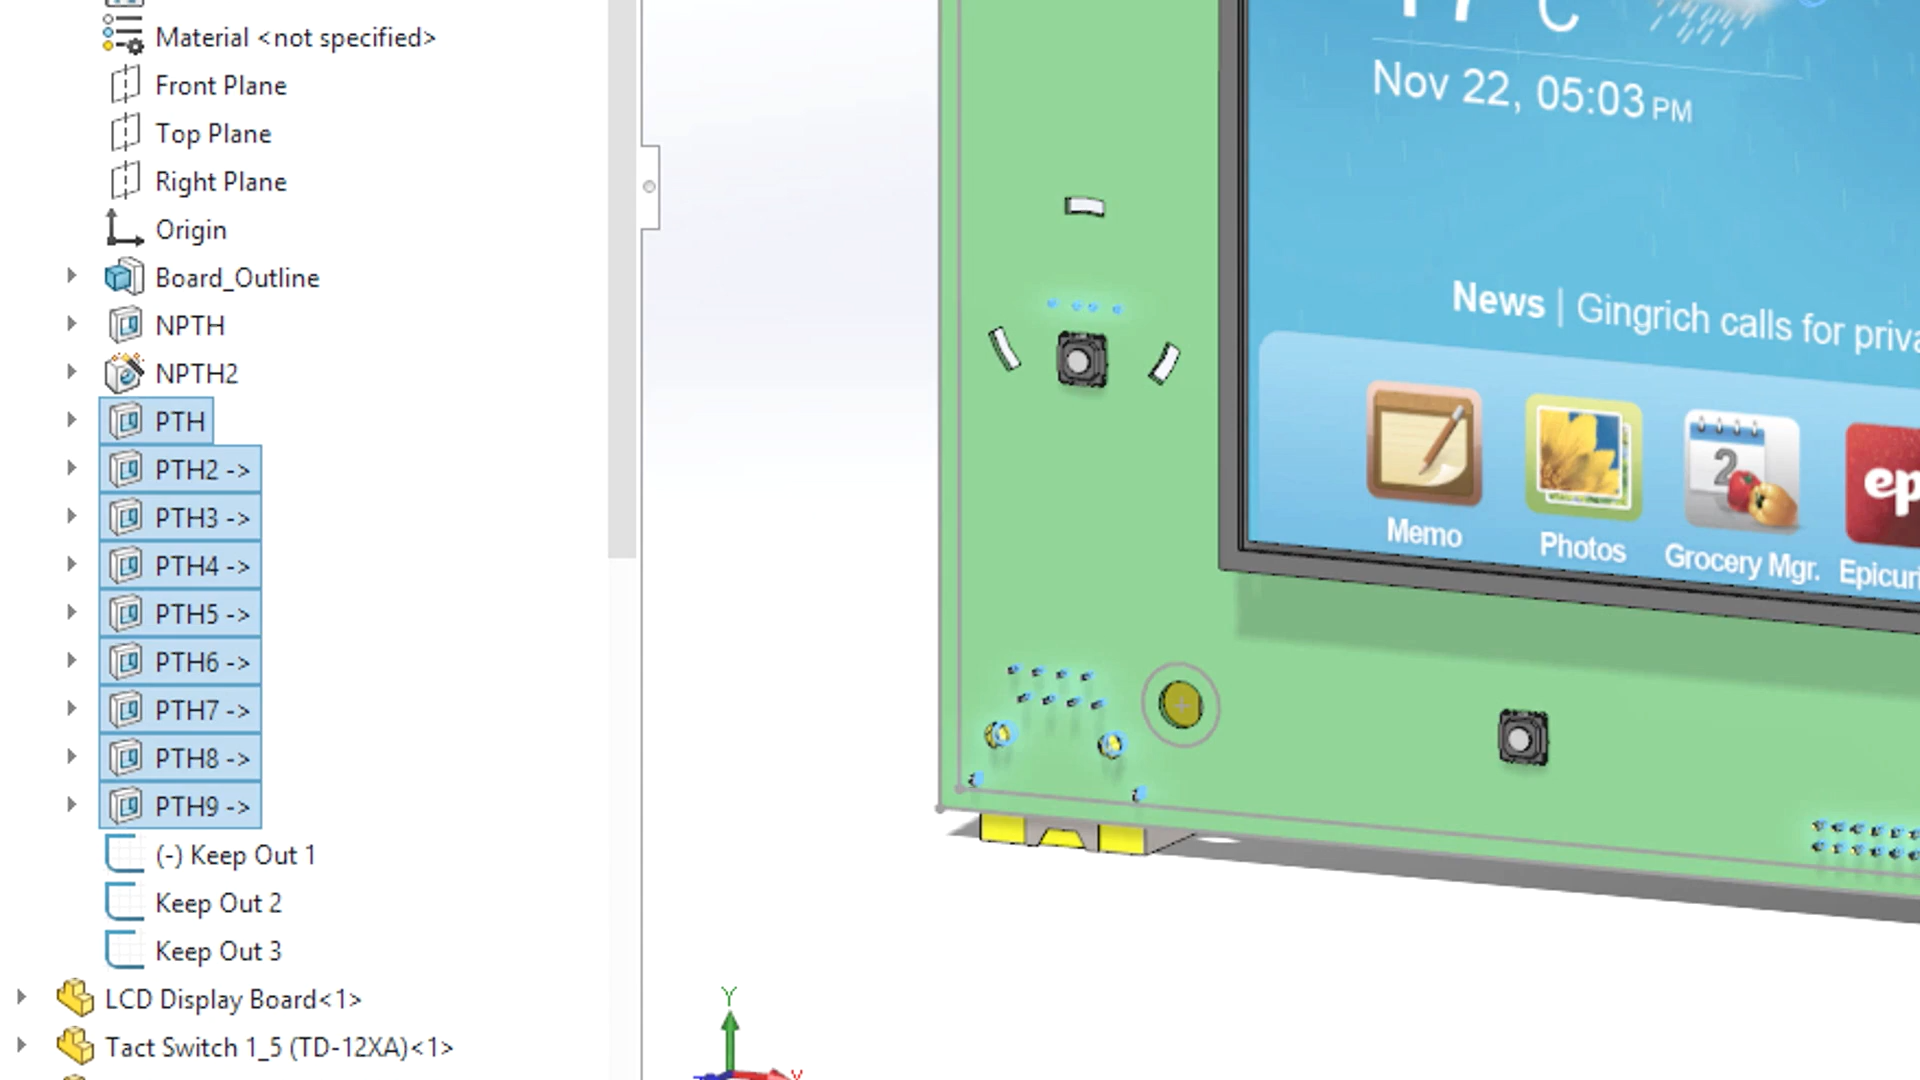 Material <not specified>
Front Plane
Top Plane
Right Plane
Origin
Board_Outline
NPTH
NPTH2
PTH
PTH2 ->
PTH3 ->
PTH4 ->
PTH5 ->
PTH6 ->
PTH7 ->
PTH8 ->
PTH9 ->
(-) Keep Out 1
Keep Out 2
Keep Out 3
LCD Display Board<1>
Tact Switch 1_5 (TD-12XA)<1>
Nov 22, 05:03 PM
News | Gingrich calls for priva
2
ep
Memo
Photos
Grocery Mgr.
Epicuri
Y